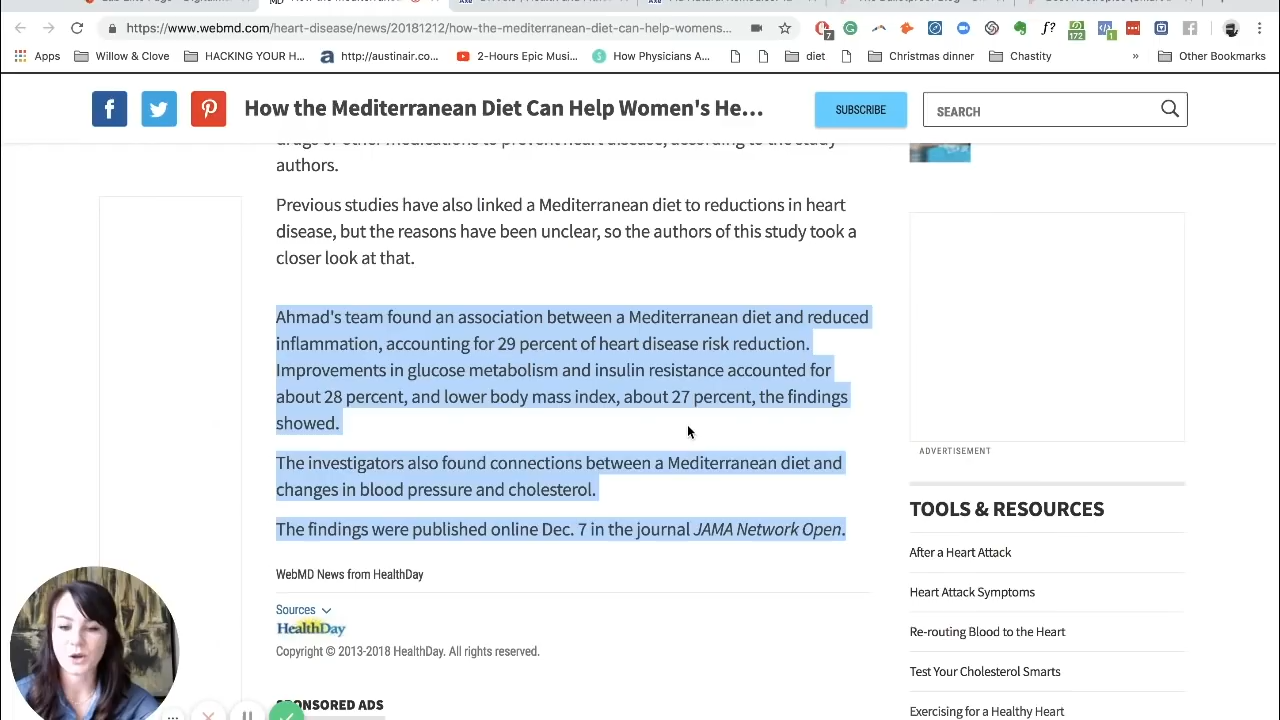 How the Mediterranean
https://www.webmd.com/heart-disease/news/20181212/how-the-mediterranean-diet-can-help-womens...
7
f?
172
1
Apps
Willow & Clove
HACKING YOUR H...
http://austinair.co...
2-Hours Epic Musi...
How Physicians A...
diet
Christmas dinner
Chastity
»
Other Bookmarks
How the Mediterranean Diet Can Help Women's He...
SUBSCRIBE
SEARCH
drugs or other medications to prevent heart disease, according to the study
authors.
Previous studies have also linked a Mediterranean diet to reductions in heart
disease, but the reasons have been unclear, so the authors of this study took a
closer look at that.
Ahmad's team found an association between a Mediterranean diet and reduced
inflammation, accounting for 29 percent of heart disease risk reduction.
Improvements in glucose metabolism and insulin resistance accounted for
about 28 percent, and lower body mass index, about 27 percent, the findings
showed.
The investigators also found connections between a Mediterranean diet and
changes in blood pressure and cholesterol.
The findings were published online Dec. 7 in the journal JAMA Network Open.
WebMD News from HealthDay
Sources
HealthDay
Copyright © 2013-2018 HealthDay. All rights reserved.
SPONSORED ADS
ADVERTISEMENT
TOOLS & RESOURCES
After a Heart Attack
Heart Attack Symptoms
Re-routing Blood to the Heart
Test Your Cholesterol Smarts
Exercising for a Healthy Heart